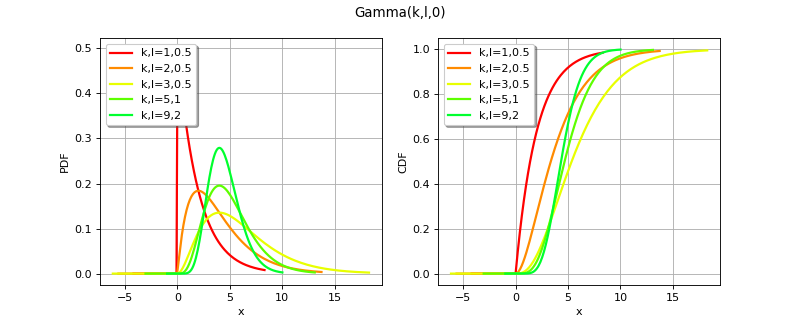 Gamma(k,l,0)
PDF
0.5
0.4
0.3
0.2
0.1
0.0
k,l=1,0.5
k,l=2,0.5
k,l=3,0.5
k,l=5,1
k,l=9,2
−5 0 5 10 15
x
CDF
1.0
0.8
0.6
0.4
0.2
0.0
k,l=1,0.5
k,l=2,0.5
k,l=3,0.5
k,l=5,1
k,l=9,2
−5 0 5 10 15
x